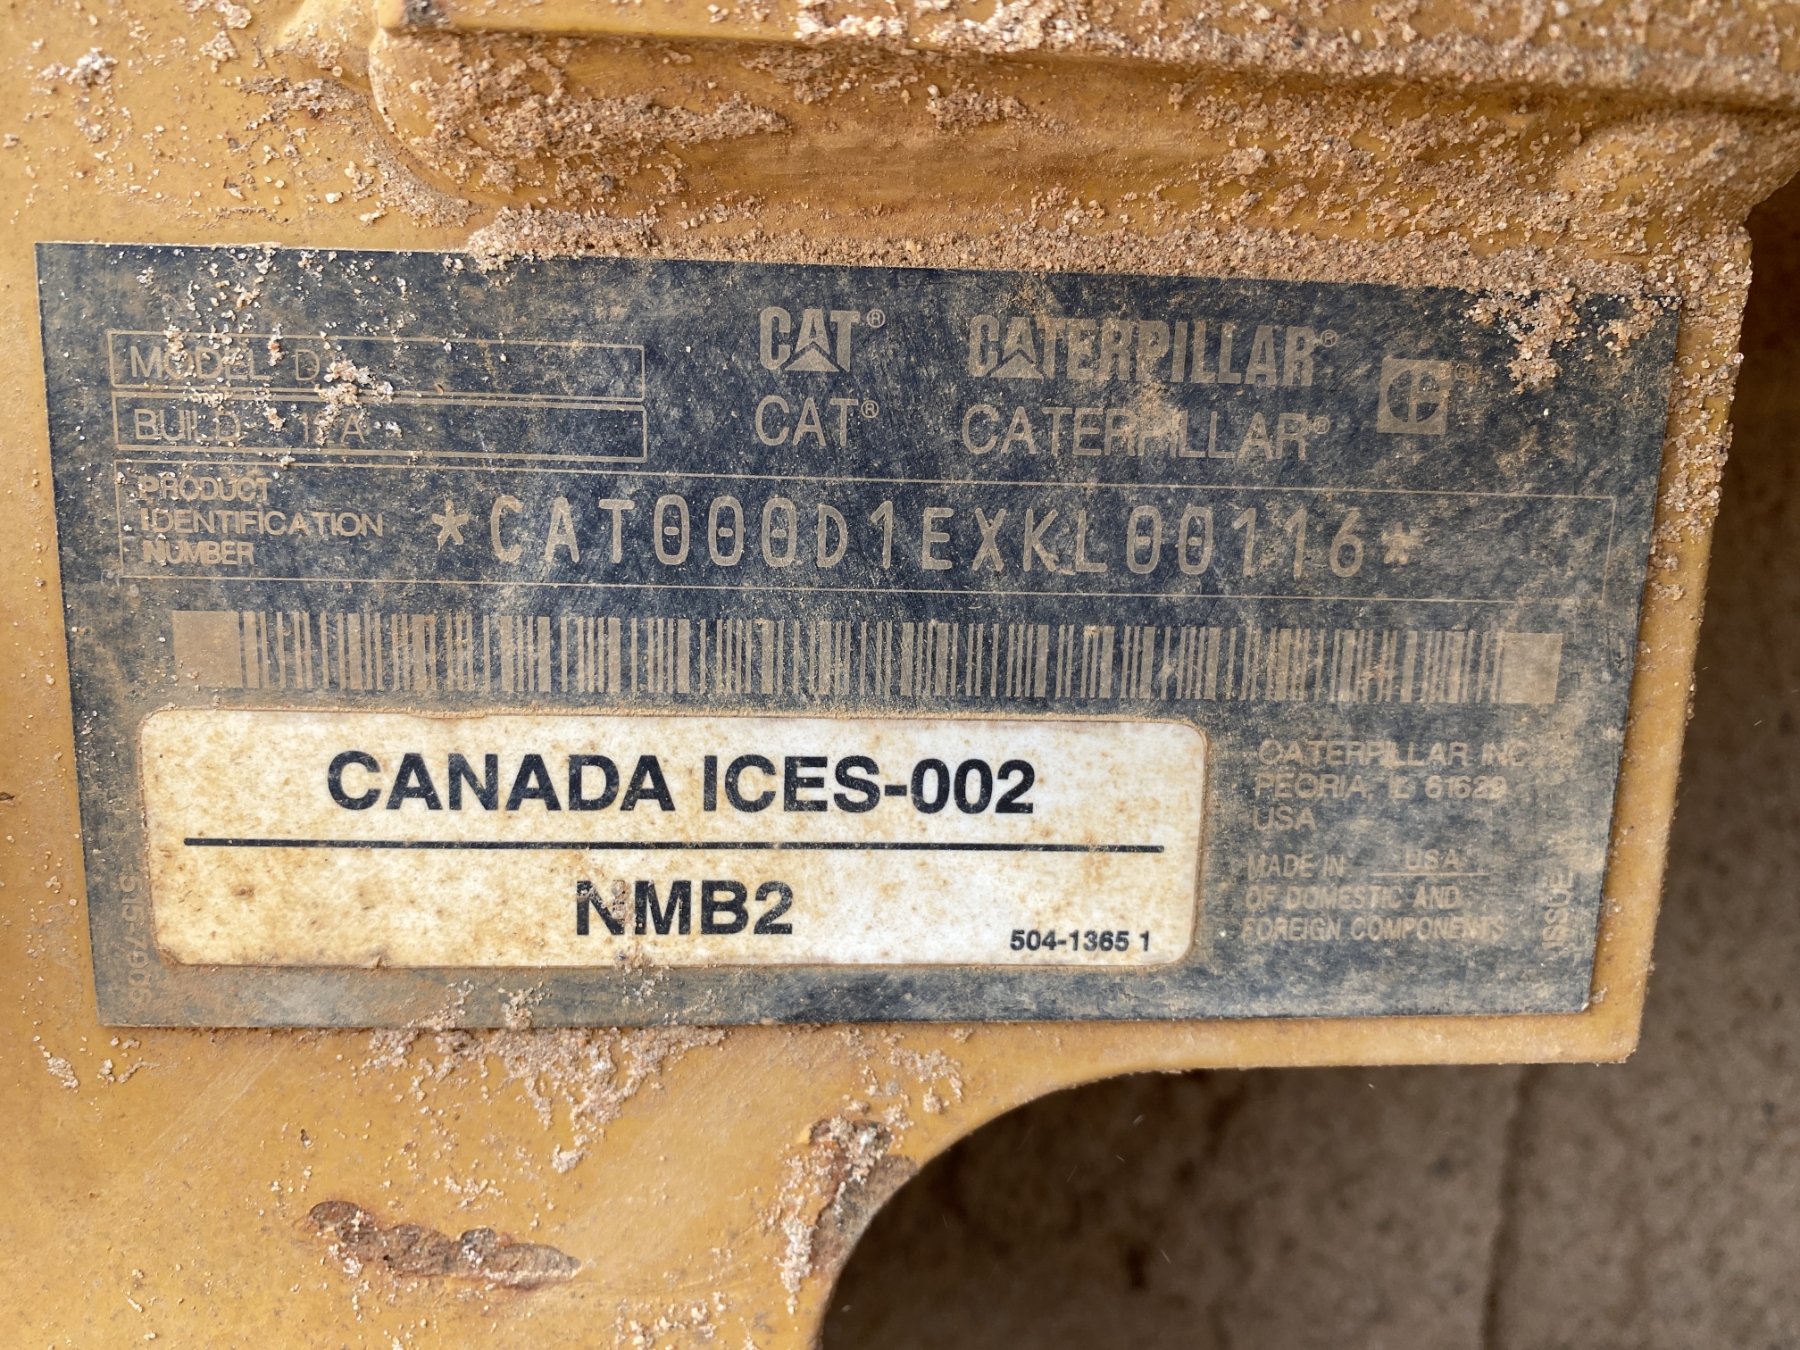 MODEL
BUILD
CAT® CATERPILLAR®
CAT® CATERPILLAR®
PRODUCT
IDENTIFICATION
NUMBER
*CAT000D1EXKL00116*
CANADA ICES-002
NMB2
504-1365 1
CATERPILLAR INC
PEORIA, IL 61629
USA
MADE IN USA
OF DOMESTIC AND
FOREIGN COMPONENTS
ISSUE